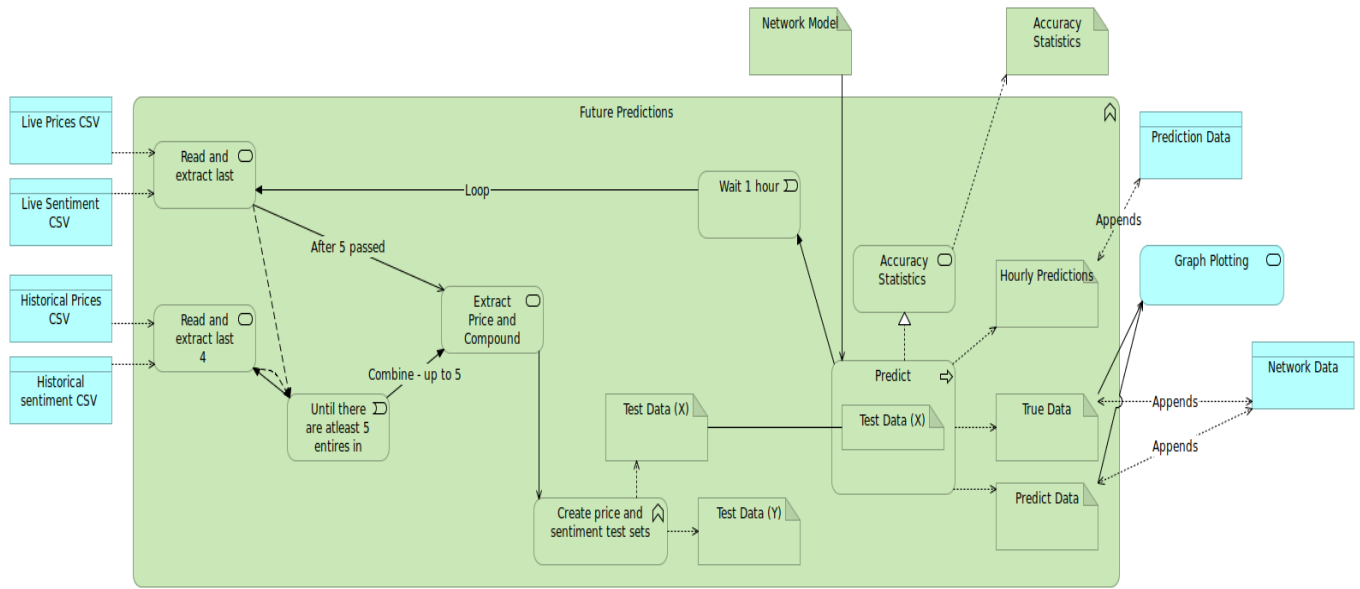 Network Model
Accuracy
Statistics
Future Predictions
Live Prices CSV
Prediction Data
Read and
extract last
Wait 1 hour
Loop
Live Sentiment
CSV
Appends
After 5 passed
Accuracy
Statistics
Graph Plotting
Hourly Predictions
Historical Prices
CSV
Read and
extract last
4
Extract
Price and
Compound
Combine - up to 5
Predict
Network Data
Historical
sentiment CSV
Until there
are atleast 5
entires in
Test Data (X)
Test Data (X)
True Data
Appends
Appends
Predict Data
Create price and
sentiment test sets
Test Data (Y)